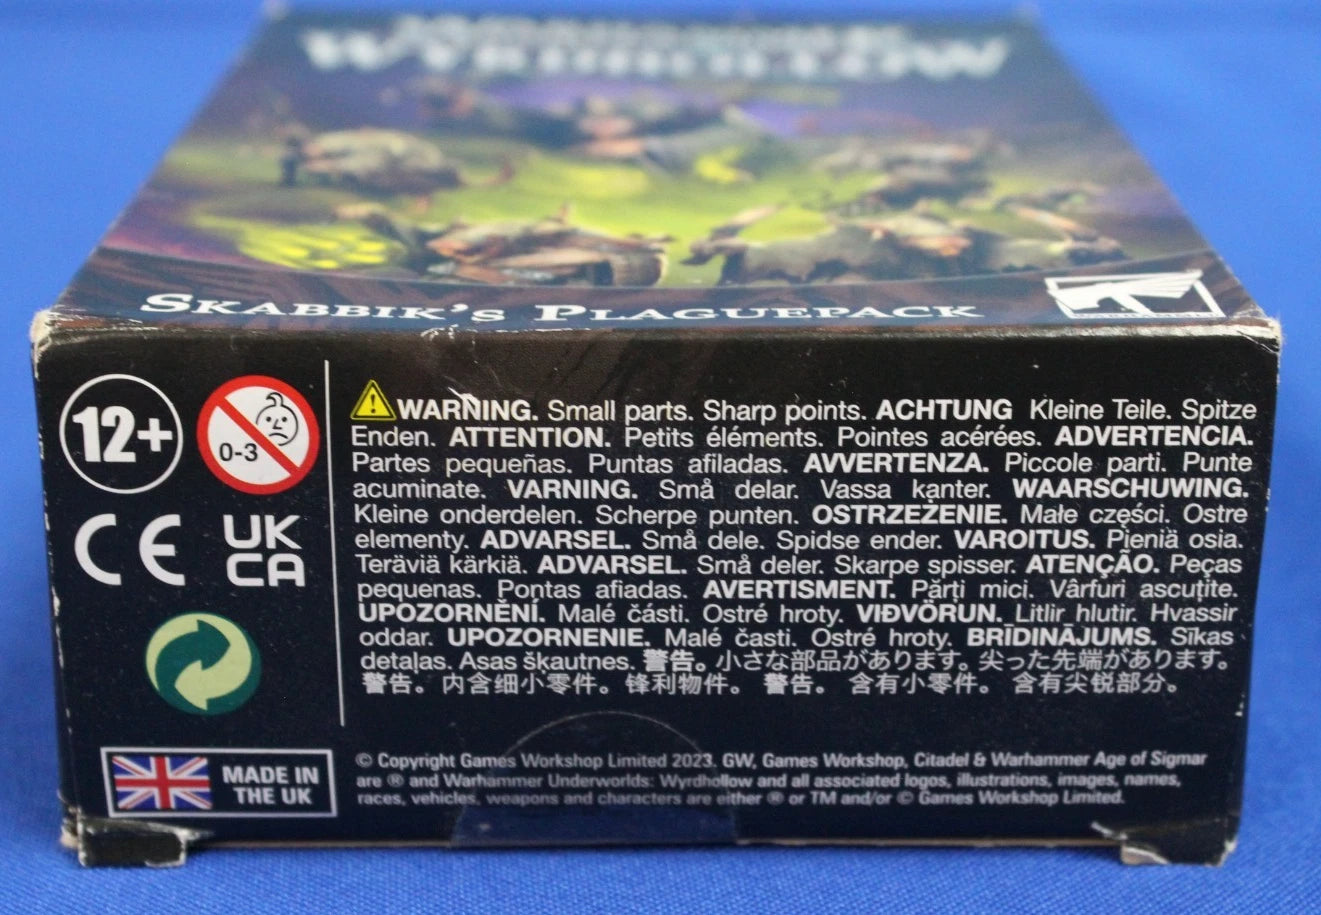 WYRDHOLLOW
SKABBIK'S PLAGUEPACK
12+
0-3
CE
UK
CA
MADE IN
THE UK
WARNING. Small parts. Sharp points. ACHTUNG Kleine Teile. Spitze
Enden. ATTENTION. Petits éléments. Pointes acérées. ADVERTENCIA.
Partes pequeñas. Puntas afiladas. AVVERTENZA. Piccole parti. Punte
acuminate. VARNING. Små delar. Vassa kanter. WAARSCHUWING.
Kleine onderdelen. Scherpe punten. OSTRZEŻENIE. Małe części. Ostre
elementy. ADVARSEL. Små dele. Spidse ender. VAROITUS. Pieniä osia.
Teräviä kärkiä. ADVARSEL. Små deler. Skarpe spisser. ATENÇÃO. Peças
pequenas. Pontas afiadas. AVERTISMENT. Părți mici. Vârfuri ascuțite.
UPOZORNĚNÍ. Malé části. Ostré hroty. VIÐVÖRUN. Litlir hlutir. Hvassir
oddar. UPOZORNENIE. Malé časti. Ostré hroty. BRĪDINĀJUMS. Sīkas
detaļas. Asas šķautnes. 警告。小さな部品があります。尖った先端があります。
警告。内含细小零件。锋利物件。 警告。 含有小零件。 含有尖锐部分。
© Copyright Games Workshop Limited 2023. GW, Games Workshop, Citadel & Warhammer Age of Sigmar
are ® and Warhammer Underworlds: Wyrdhollow and all associated logos, illustrations, images, names,
races, vehicles, weapons and characters are either ® or TM and/or © Games Workshop Limited.